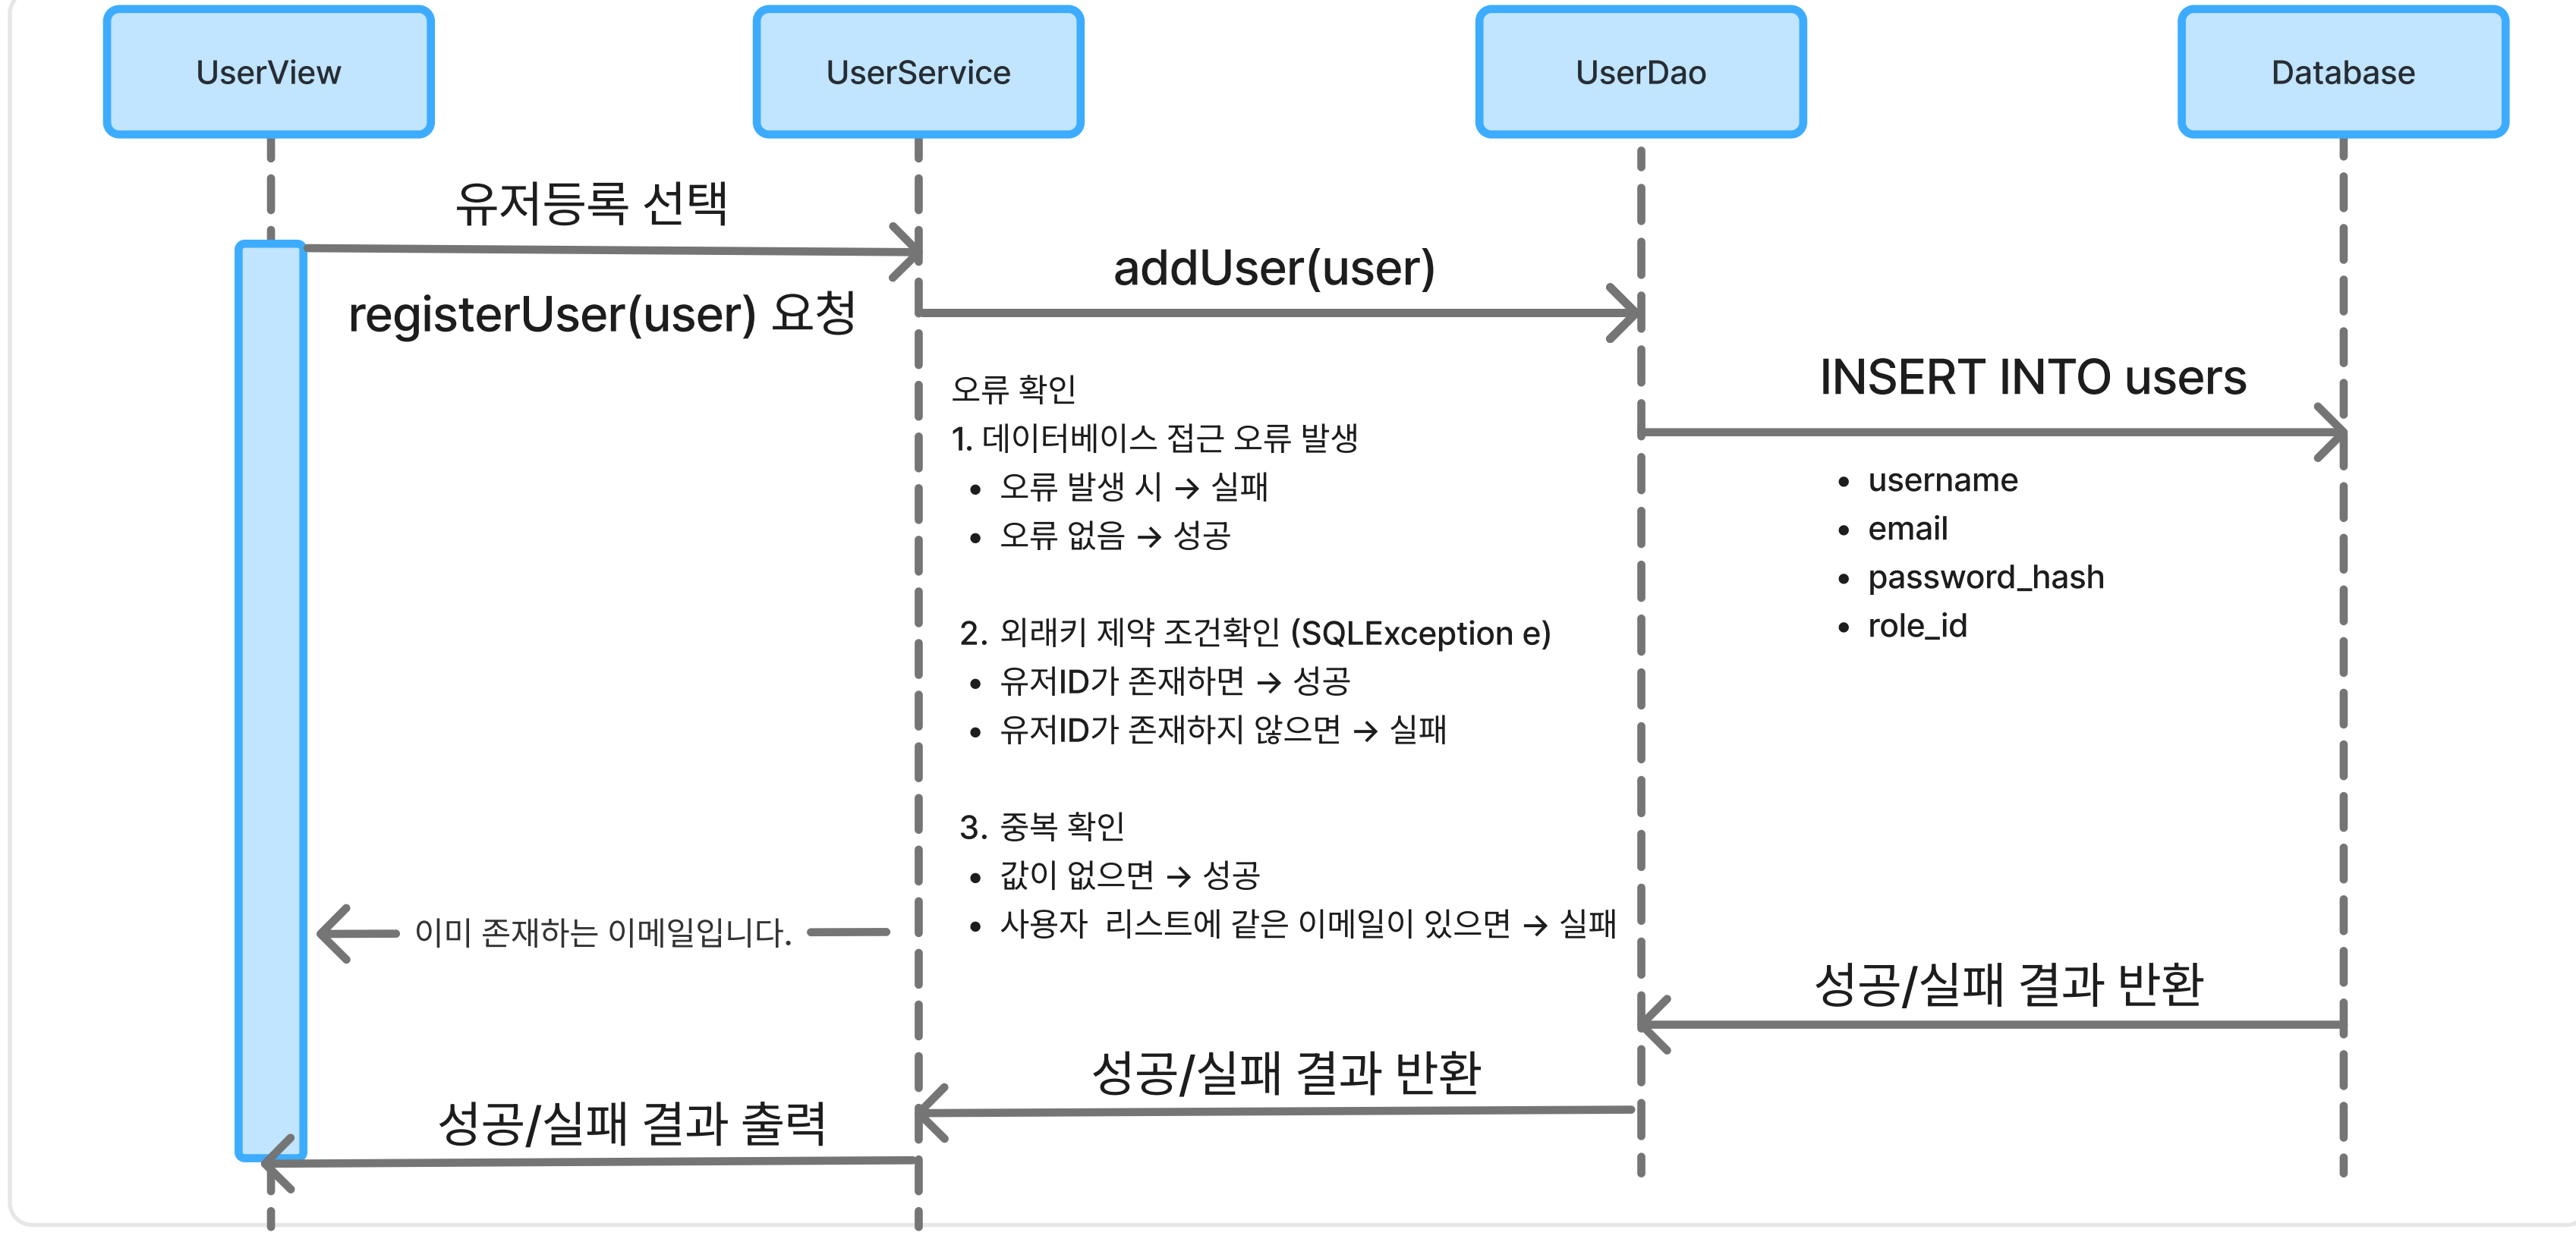 UserView
UserService
UserDao
Database
유저등록 선택
registerUser(user) 요청
addUser(user)
INSERT INTO users
• username
• email
• password_hash
• role_id
오류 확인
1. 데이터베이스 접근 오류 발생
• 오류 발생 시 → 실패
• 오류 없음 → 성공
2. 외래키 제약 조건확인 (SQLException e)
• 유저ID가 존재하면 → 성공
• 유저ID가 존재하지 않으면 → 실패
3. 중복 확인
• 값이 없으면 → 성공
• 사용자  리스트에 같은 이메일이 있으면 → 실패
이미 존재하는 이메일입니다.
성공/실패 결과 반환
성공/실패 결과 반환
성공/실패 결과 출력